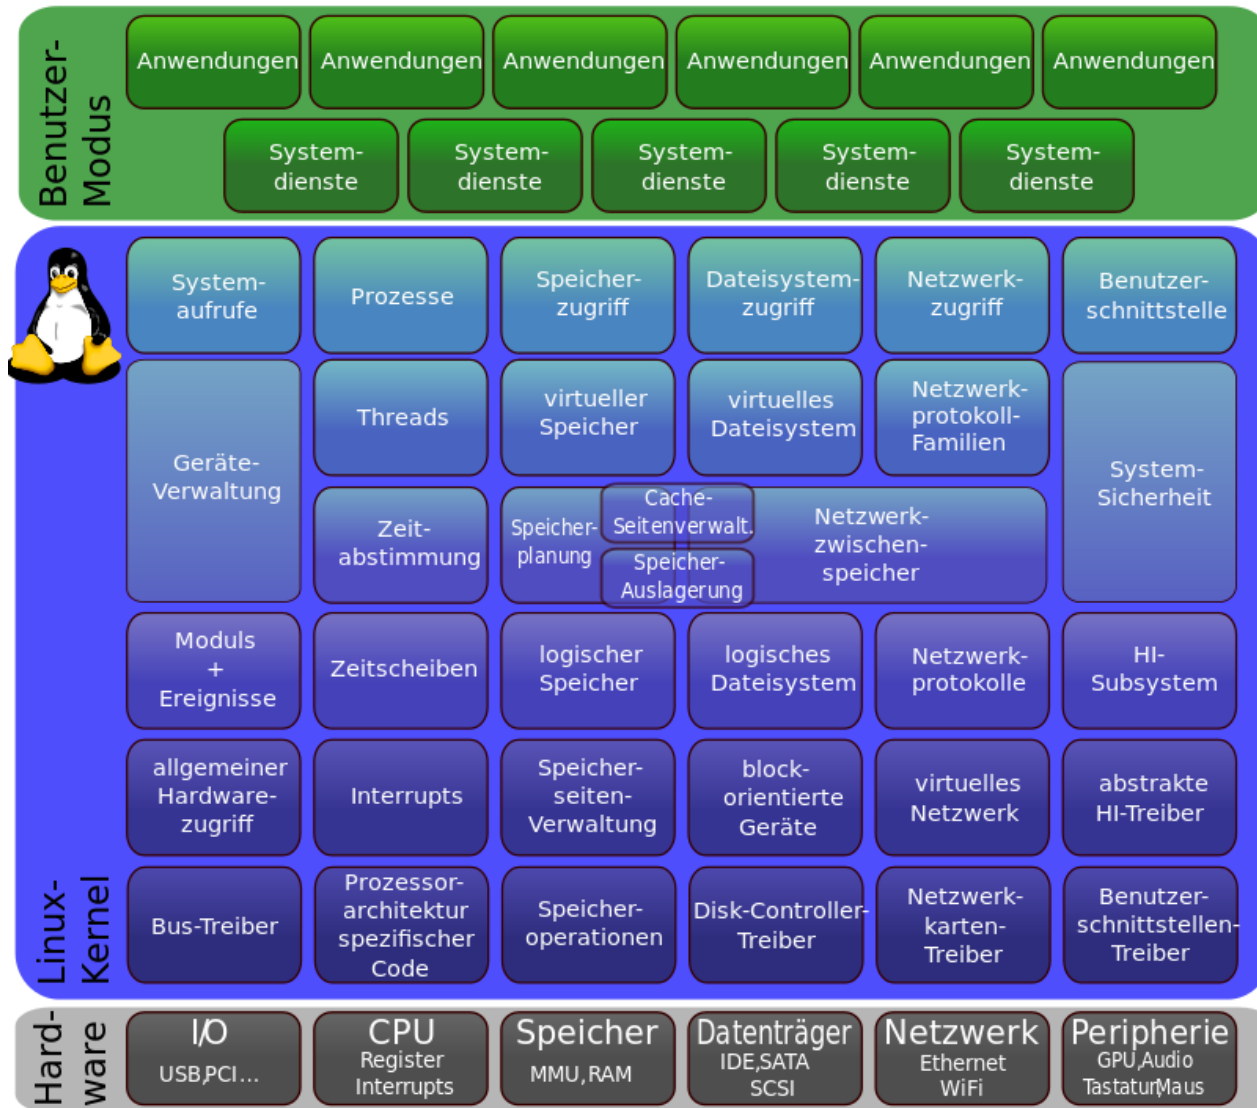 Benutzer-
Modus
Anwendungen
Anwendungen
Anwendungen
Anwendungen
Anwendungen
Anwendungen
System-
dienste
System-
dienste
System-
dienste
System-
dienste
System-
dienste
Linux-
Kernel
System-
aufrufe
Prozesse
Speicher-
zugriff
Dateisystem-
zugriff
Netzwerk-
zugriff
Benutzer-
schnittstelle
Geräte-
Verwaltung
Threads
virtueller
Speicher
virtuelles
Dateisystem
Netzwerk-
protokoll-
Familien
System-
Sicherheit
Zeit-
abstimmung
Speicher-
planung
Cache-
Seitenverwalt.
Speicher-
Auslagerung
Netzwerk-
zwischen-
speicher
Moduls
+
Ereignisse
Zeitscheiben
logischer
Speicher
logisches
Dateisystem
Netzwerk-
protokolle
HI-
Subsystem
allgemeiner
Hardware-
zugriff
Interrupts
Speicher-
seiten-
Verwaltung
block-
orientierte
Geräte
virtuelles
Netzwerk
abstrakte
HI-Treiber
Bus-Treiber
Prozessor-
architektur
spezifischer
Code
Speicher-
operationen
Disk-Controller-
Treiber
Netzwerk-
karten-
Treiber
Benutzer-
schnittstellen-
Treiber
Hard-
ware
I/O
USB,PCI...
CPU
Register
Interrupts
Speicher
MMU,RAM
Datenträger
IDE,SATA
SCSI
Netzwerk
Ethernet
WiFi
Peripherie
GPU,Audio
Tastatur,Maus